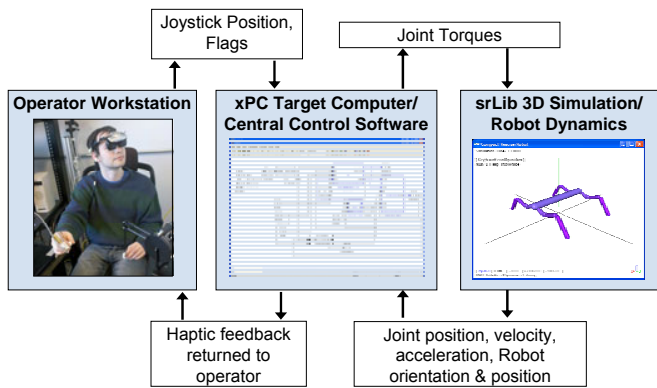 Joystick Position,
Flags
Joint Torques
Operator Workstation
xPC Target Computer/
Central Control Software
srLib 3D Simulation/
Robot Dynamics
Haptic feedback
returned to
operator
Joint position, velocity,
acceleration, Robot
orientation & position